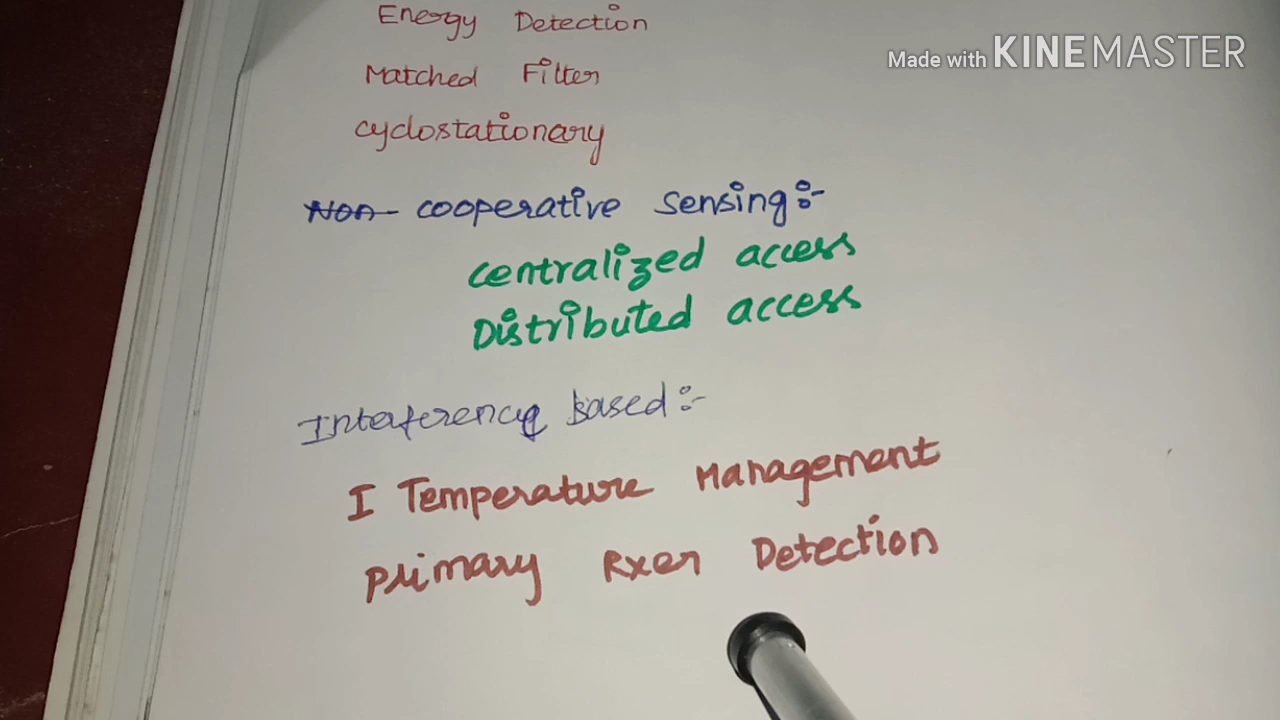 Energy Detection
Made with KINEMASTER
Matched Filter
cyclostationary
Non- cooperative sensing:-
centralized access
Distributed access
Interference based:-
I Temperature Management
Primary Rxer Detection